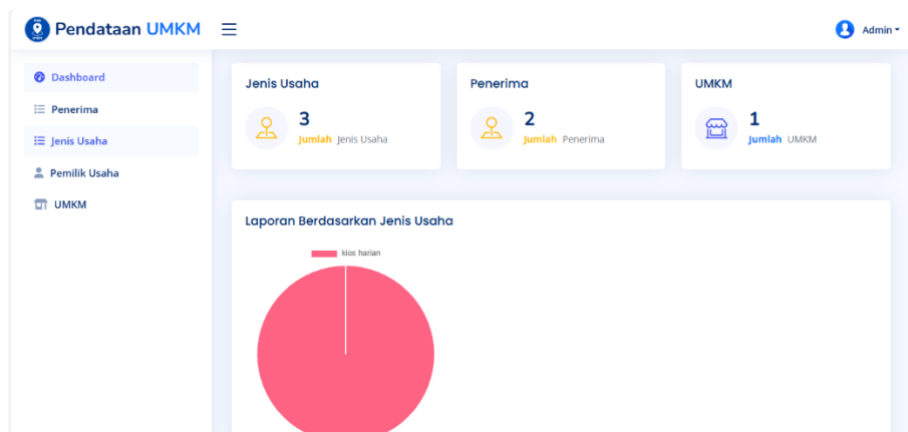 Pendataan UMKM
Admin
Dashboard
Penerima
Jenis Usaha
Pemilik Usaha
UMKM
Jenis Usaha
3
Jumlah Jenis Usaha
Penerima
2
Jumlah Penerima
UMKM
1
Jumlah UMKM
Laporan Berdasarkan Jenis Usaha
kios harian